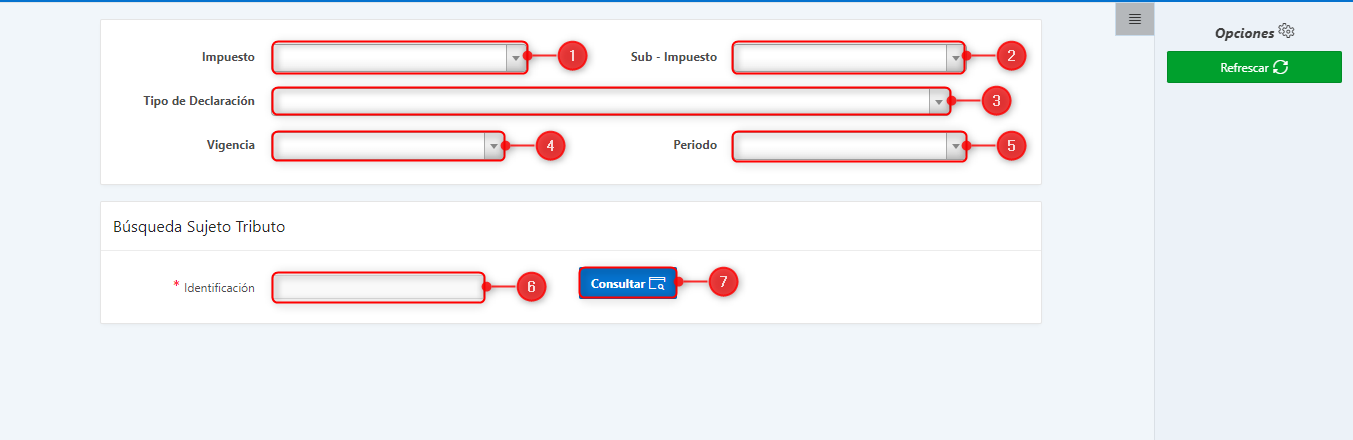 Impuesto 1 Sub - Impuesto 2
Tipo de Declaración 3
Vigencia 4 Periodo 5
Búsqueda Sujeto Tributo
* Identificación 6 Consultar 7
Opciones
Refrescar